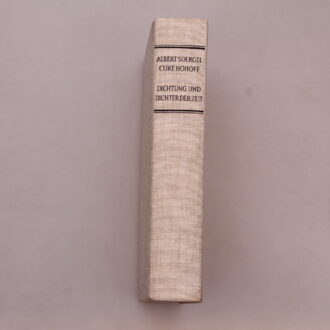 ALBERT SOERGEL
CURT HOHOFF
DICHTUNG UND
DICHTER DER ZEIT